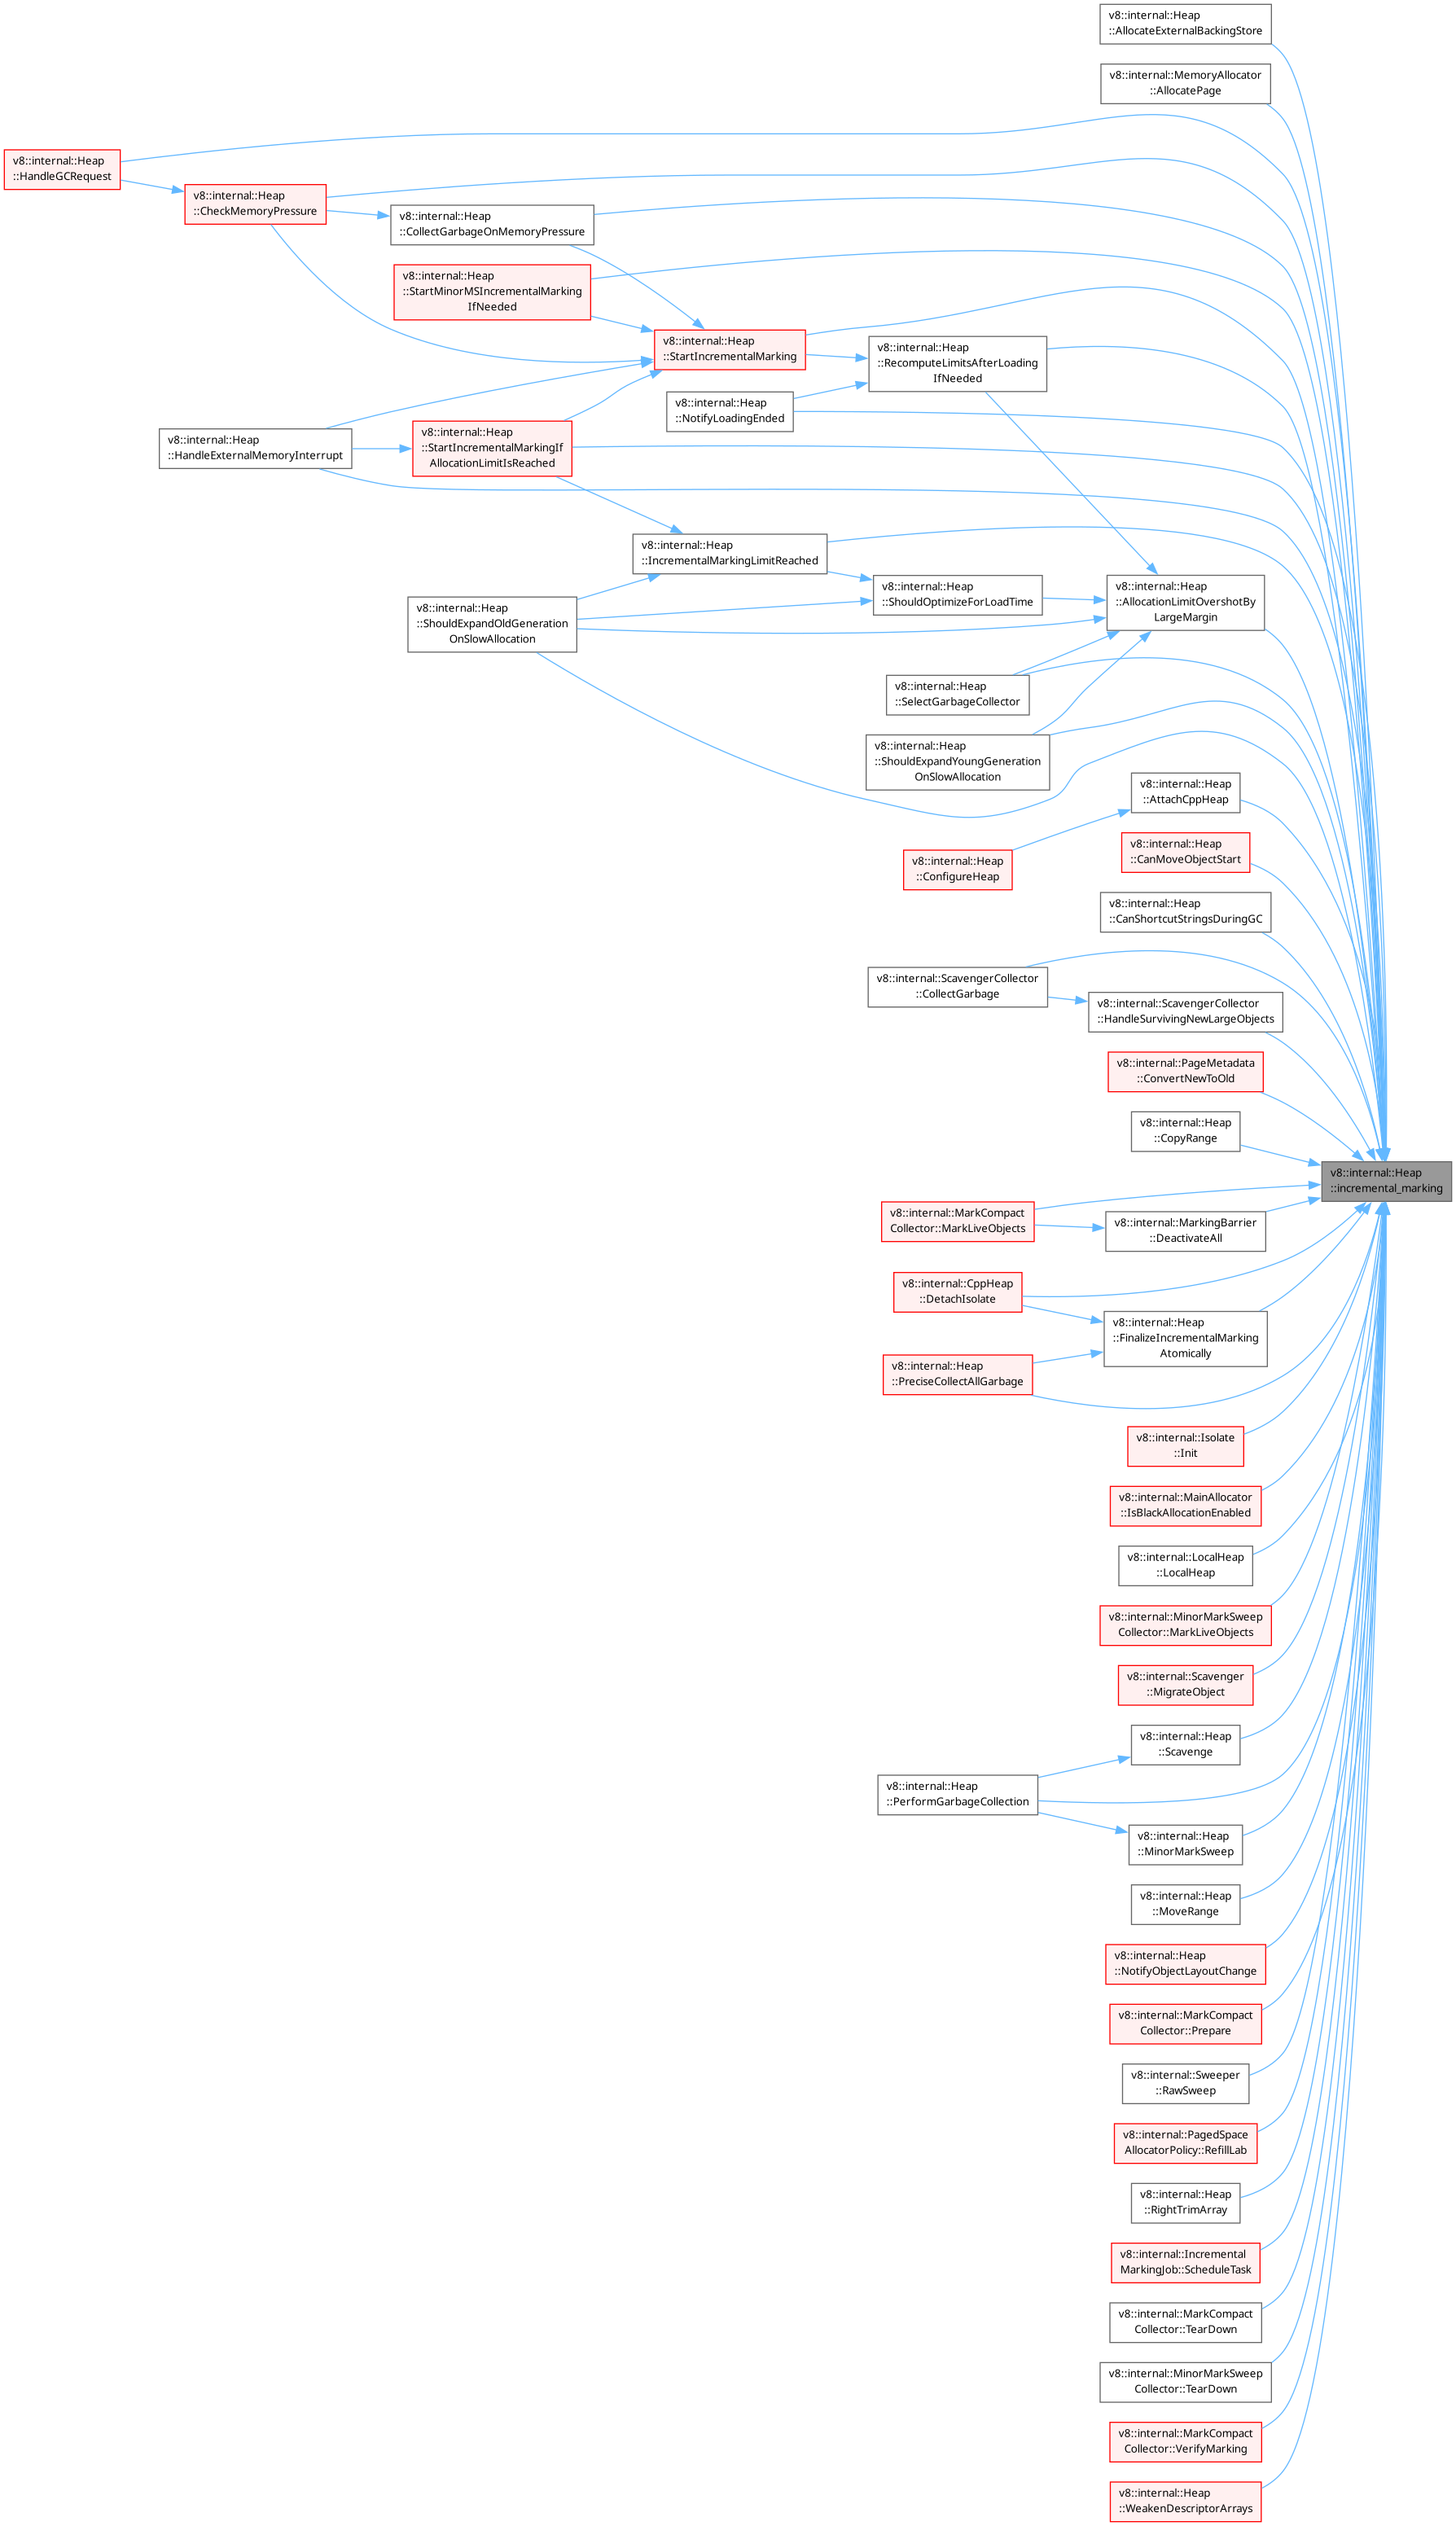 v8::internal::Heap
::AllocateExternalBackingStore
v8::internal::MemoryAllocator
::AllocatePage
v8::internal::Heap
::HandleGCRequest
v8::internal::Heap
::CheckMemoryPressure
v8::internal::Heap
::CollectGarbageOnMemoryPressure
v8::internal::Heap
::StartMinorMSIncrementalMarking
IfNeeded
v8::internal::Heap
::StartIncrementalMarking
v8::internal::Heap
::RecomputeLimitsAfterLoading
IfNeeded
v8::internal::Heap
::NotifyLoadingEnded
v8::internal::Heap
::HandleExternalMemoryInterrupt
v8::internal::Heap
::StartIncrementalMarkingIf
AllocationLimitIsReached
v8::internal::Heap
::IncrementalMarkingLimitReached
v8::internal::Heap
::ShouldOptimizeForLoadTime
v8::internal::Heap
::AllocationLimitOvershotBy
LargeMargin
v8::internal::Heap
::ShouldExpandOldGeneration
OnSlowAllocation
v8::internal::Heap
::SelectGarbageCollector
v8::internal::Heap
::ShouldExpandYoungGeneration
OnSlowAllocation
v8::internal::Heap
::AttachCppHeap
v8::internal::Heap
::ConfigureHeap
v8::internal::Heap
::CanMoveObjectStart
v8::internal::Heap
::CanShortcutStringsDuringGC
v8::internal::ScavengerCollector
::CollectGarbage
v8::internal::ScavengerCollector
::HandleSurvivingNewLargeObjects
v8::internal::PageMetadata
::ConvertNewToOld
v8::internal::Heap
::CopyRange
v8::internal::Heap
::incremental_marking
v8::internal::MarkCompact
Collector::MarkLiveObjects
v8::internal::MarkingBarrier
::DeactivateAll
v8::internal::CppHeap
::DetachIsolate
v8::internal::Heap
::FinalizeIncrementalMarking
Atomically
v8::internal::Heap
::PreciseCollectAllGarbage
v8::internal::Isolate
::Init
v8::internal::MainAllocator
::IsBlackAllocationEnabled
v8::internal::LocalHeap
::LocalHeap
v8::internal::MinorMarkSweep
Collector::MarkLiveObjects
v8::internal::Scavenger
::MigrateObject
v8::internal::Heap
::Scavenge
v8::internal::Heap
::PerformGarbageCollection
v8::internal::Heap
::MinorMarkSweep
v8::internal::Heap
::MoveRange
v8::internal::Heap
::NotifyObjectLayoutChange
v8::internal::MarkCompact
Collector::Prepare
v8::internal::Sweeper
::RawSweep
v8::internal::PagedSpace
AllocatorPolicy::RefillLab
v8::internal::Heap
::RightTrimArray
v8::internal::Incremental
MarkingJob::ScheduleTask
v8::internal::MarkCompact
Collector::TearDown
v8::internal::MinorMarkSweep
Collector::TearDown
v8::internal::MarkCompact
Collector::VerifyMarking
v8::internal::Heap
::WeakenDescriptorArrays